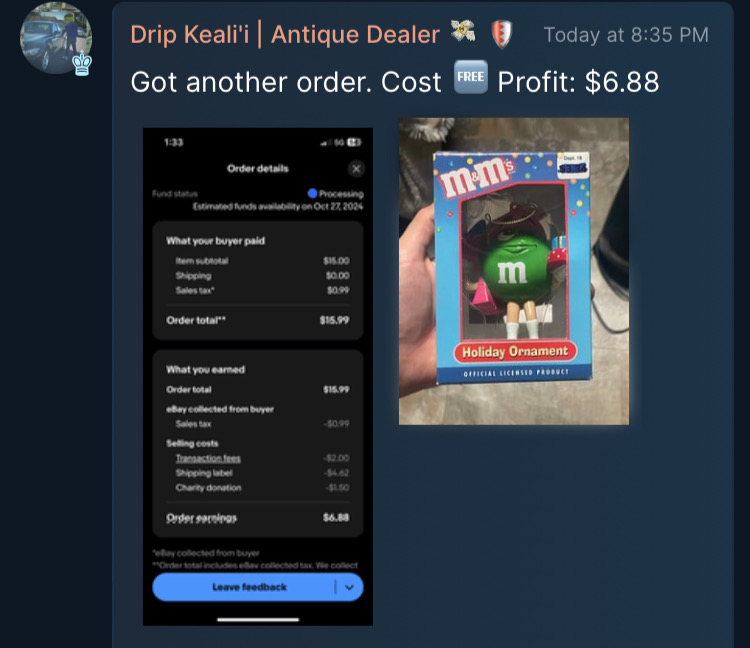 Drip Keali'i | Antique Dealer 💸 Today at 8:35 PM
Got another order. Cost 🆓 Profit: $6.88
1:33 5G
Order details
Fund status Processing
Estimated funds availability on Oct 27, 2024
What your buyer paid
Item subtotal $15.00
Shipping $0.00
Sales tax* $0.99
Order total** $15.99
What you earned
Order total $15.99
eBay collected from buyer
Sales tax -$0.99
Selling costs
Transaction fees -$2.00
Shipping label -$4.62
Charity donation -$1.50
Order earnings $6.88
*eBay collected from buyer
**Order total includes eBay collected tax. We collect
Leave feedback
Dept. 18
m&m's
m
Holiday Ornament
OFFICIAL LICENSED PRODUCT